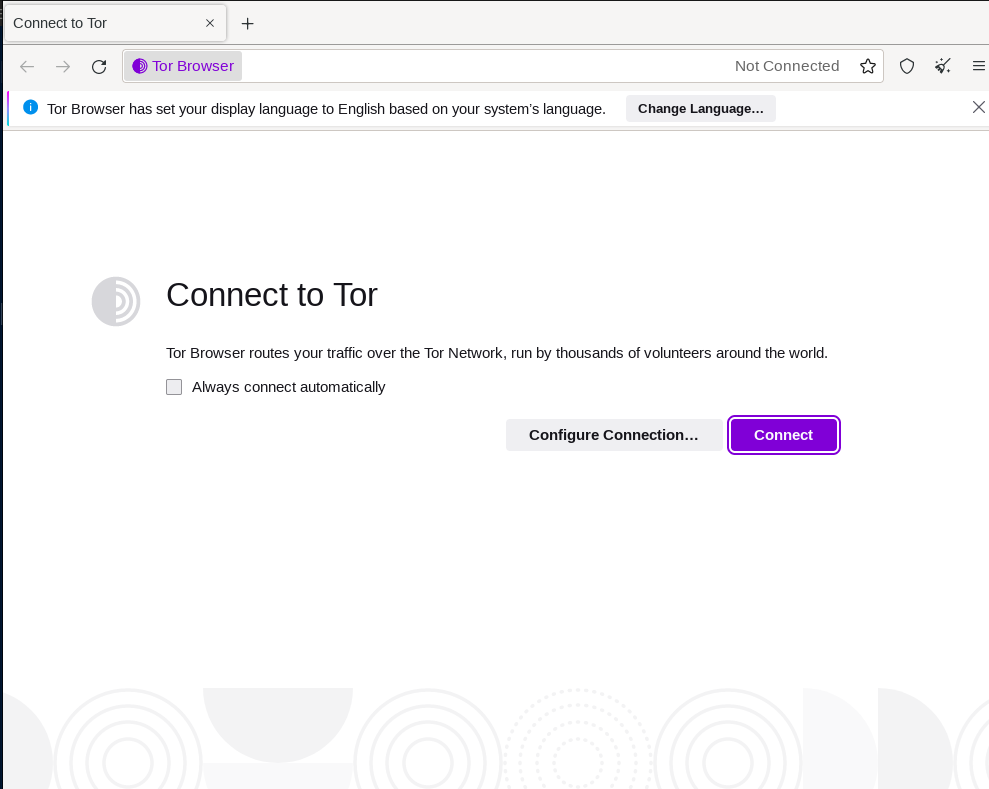 Connect to Tor
Tor Browser
Not Connected
Tor Browser has set your display language to English based on your system’s language.
Change Language…
Connect to Tor
Tor Browser routes your traffic over the Tor Network, run by thousands of volunteers around the world.
Always connect automatically
Configure Connection…
Connect